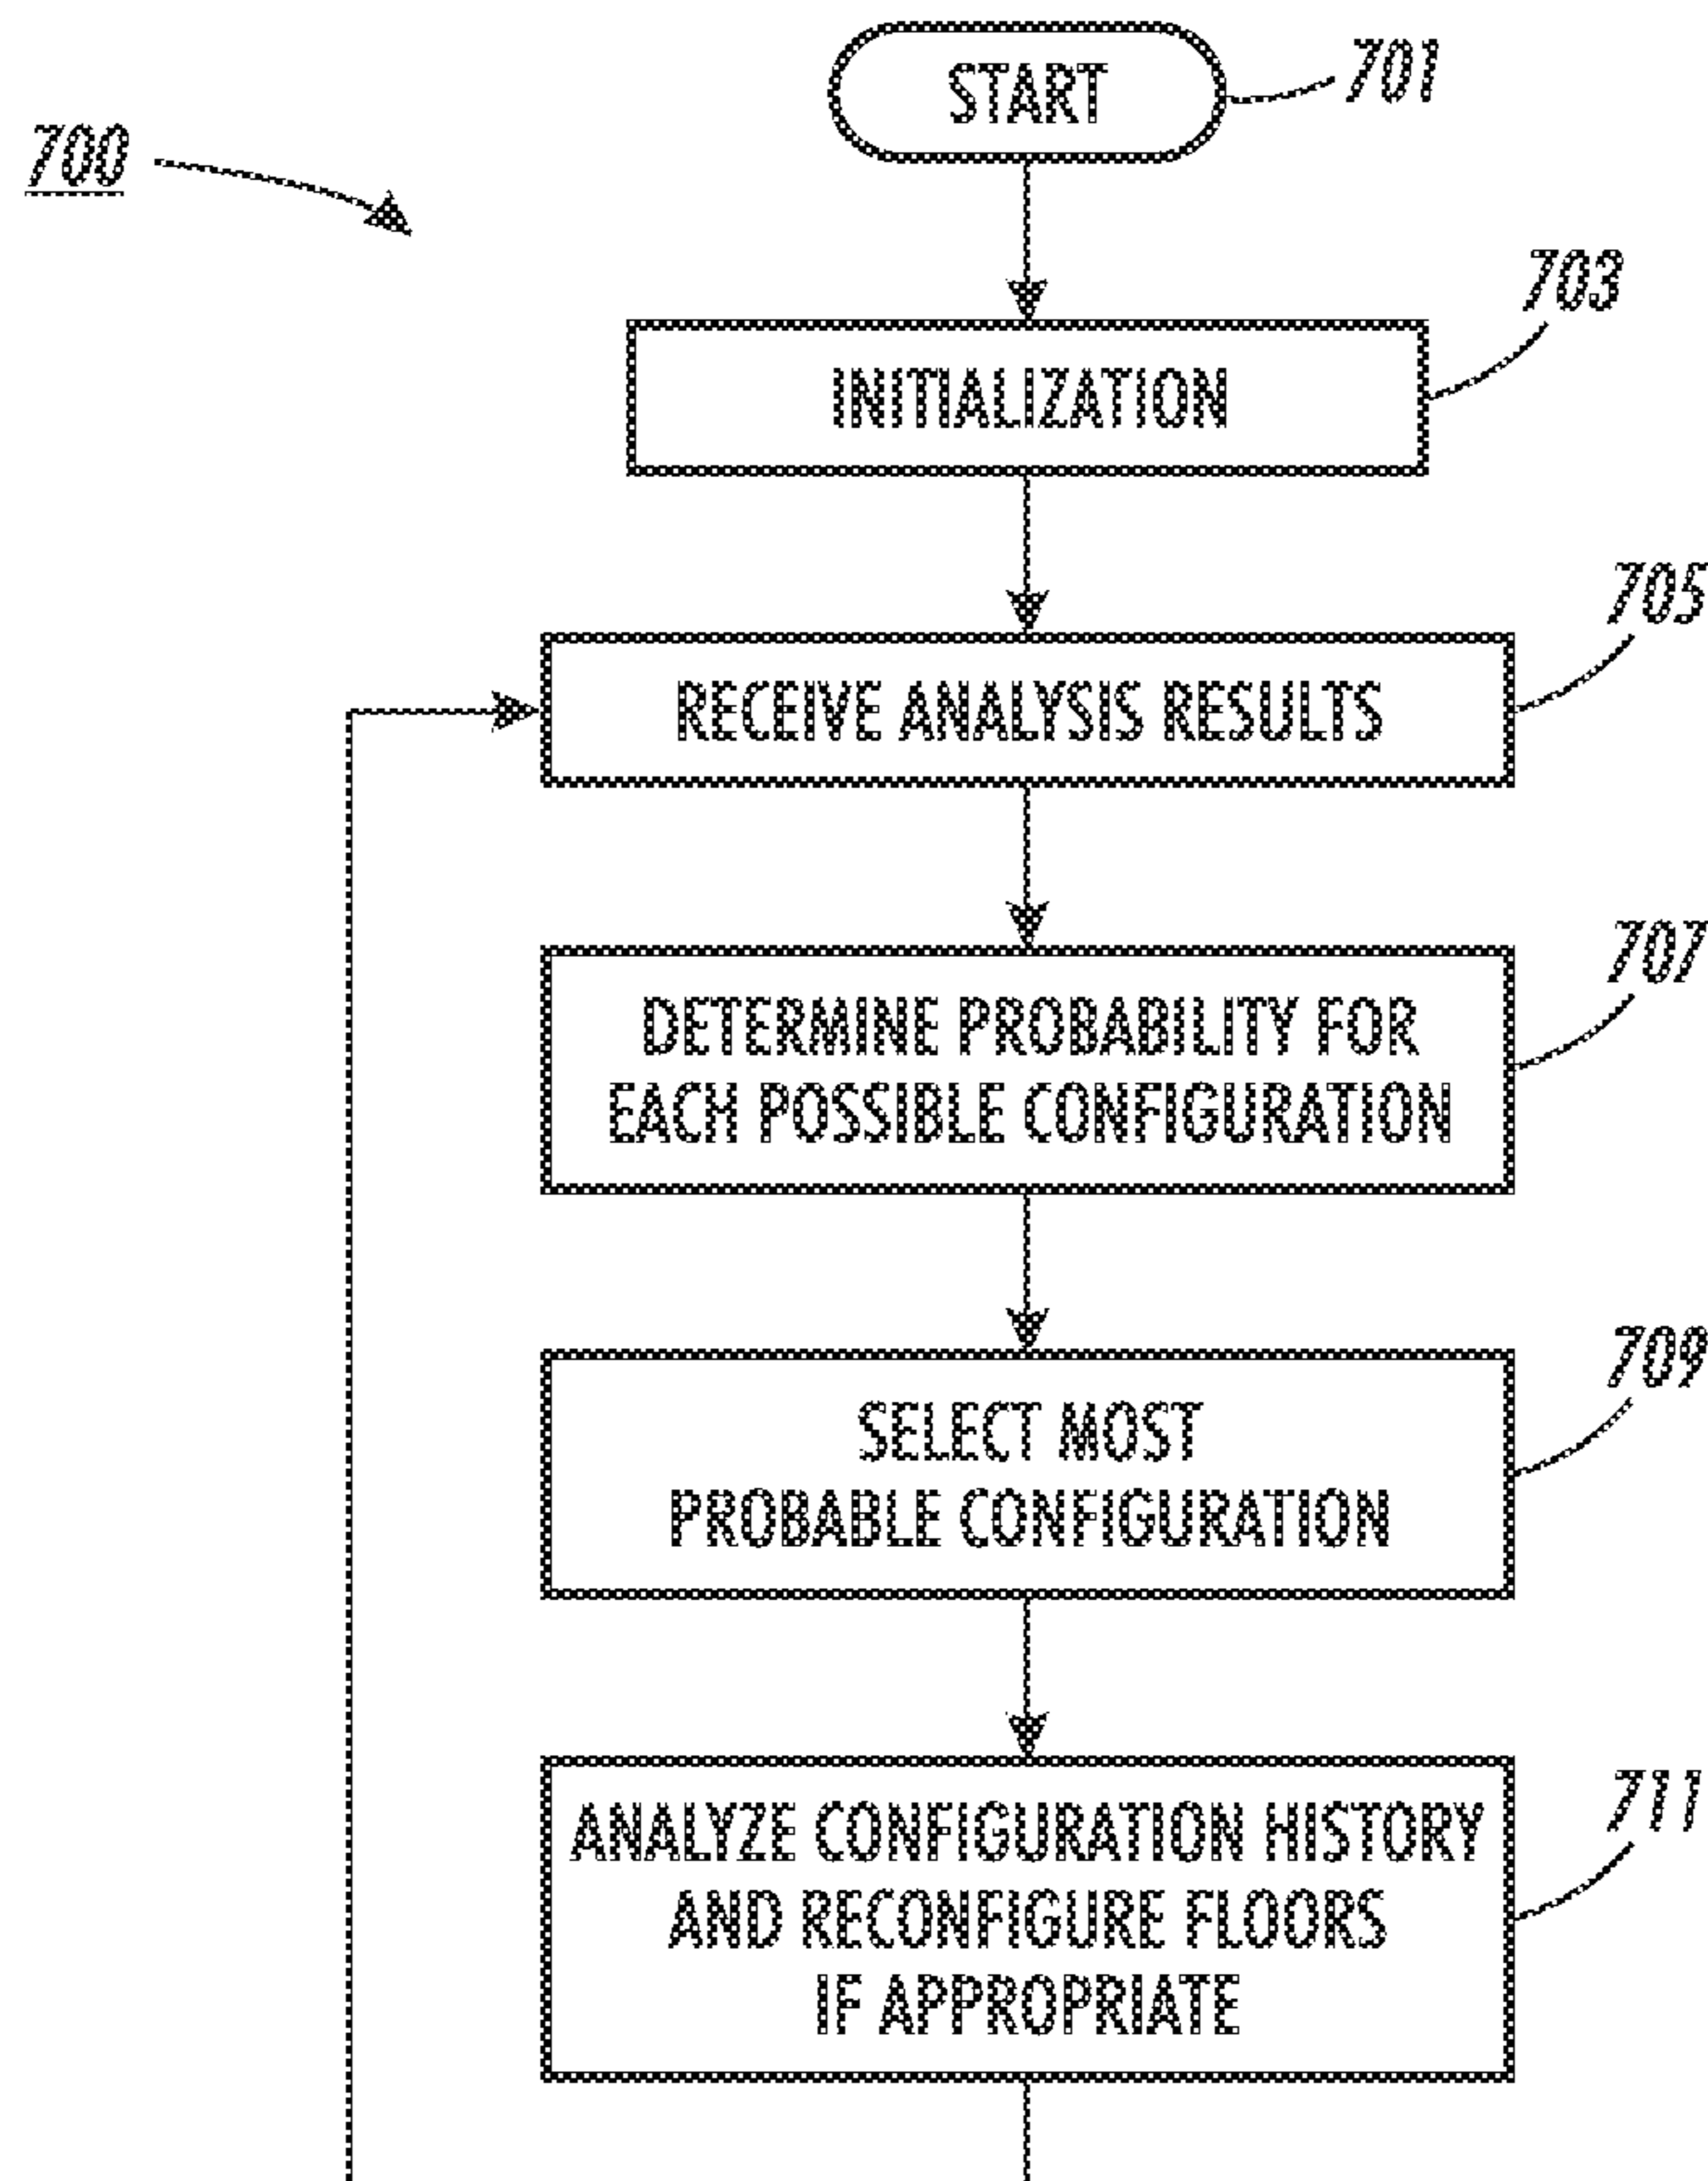 START
701
700
703
INITIALIZATION
705
RECEIVE ANALYSIS RESULTS
707
DETERMINE PROBABILITY FOR
EACH POSSIBLE CONFIGURATION
709
SELECT MOST
PROBABLE CONFIGURATION
711
ANALYZE CONFIGURATION HISTORY
AND RECONFIGURE FLOORS
IF APPROPRIATE